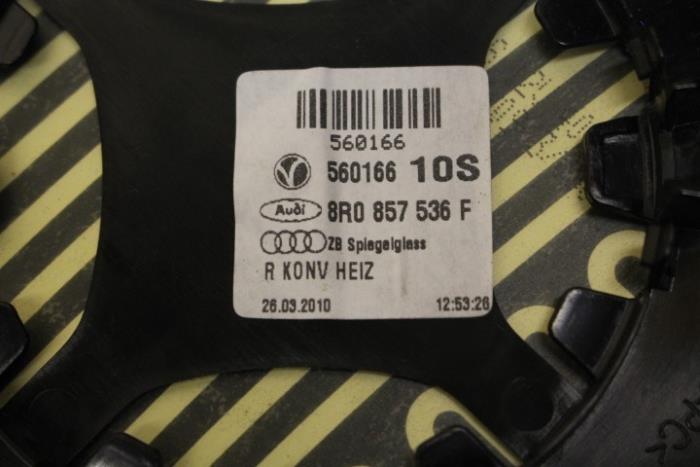 560166
560166 10S
Audi 8R0 857 536 F
ZB Spiegelglass
R KONV HEIZ
26.03.2010 12:53:26